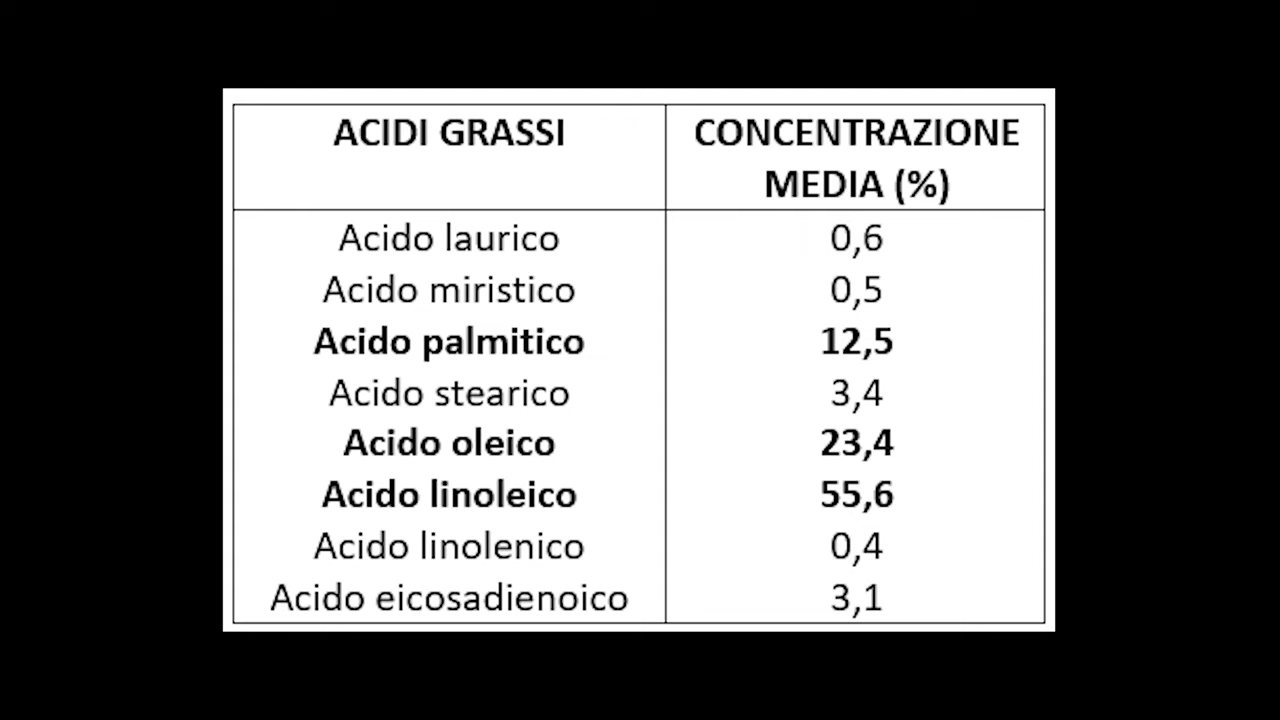 ACIDI GRASSI CONCENTRAZIONE
MEDIA (%)
Acido laurico 0,6
Acido miristico 0,5
Acido palmitico 12,5
Acido stearico 3,4
Acido oleico 23,4
Acido linoleico 55,6
Acido linolenico 0,4
Acido eicosadienoico 3,1